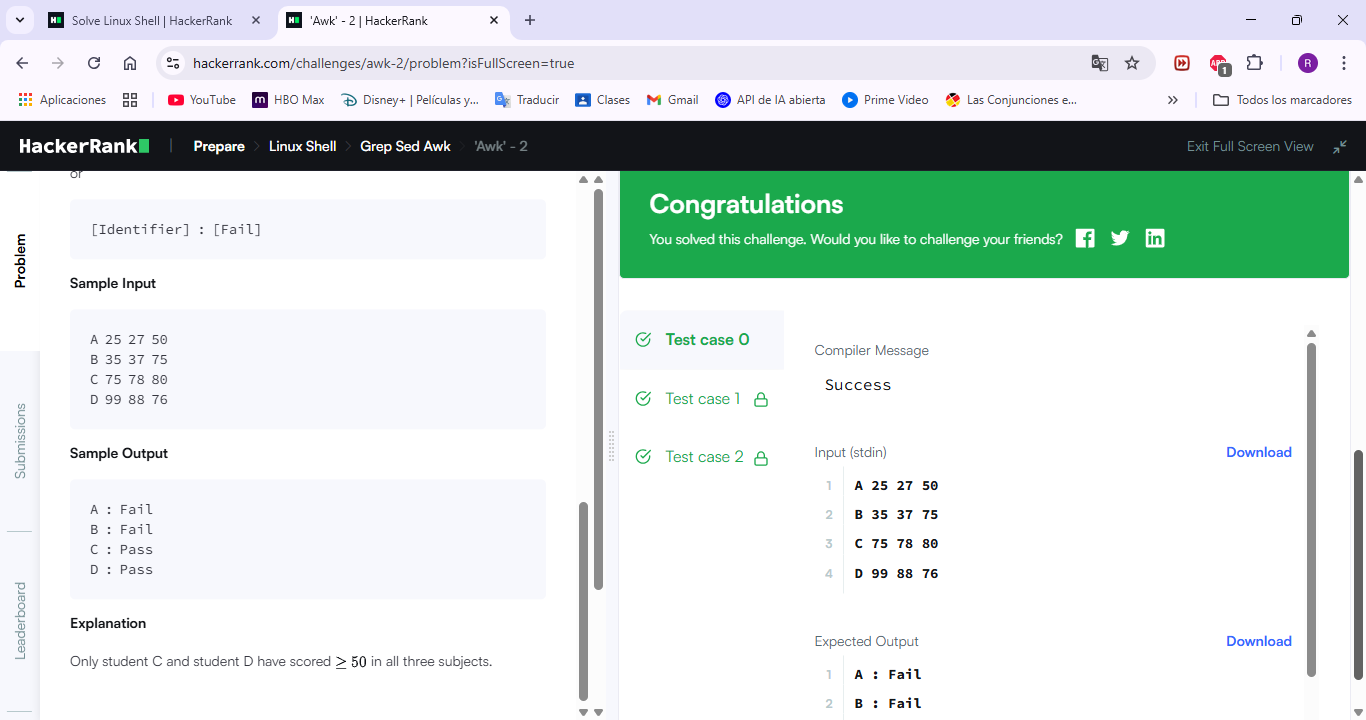 Solve Linux Shell | HackerRank
'Awk' - 2 | HackerRank
hackerrank.com/challenges/awk-2/problem?isFullScreen=true
1
R
Aplicaciones
YouTube
HBO Max
Disney+ | Películas y...
Traducir
Clases
Gmail
API de IA abierta
Prime Video
Las Conjunciones e...
»
Todos los marcadores
HackerRank
Prepare
Linux Shell
Grep Sed Awk
'Awk' - 2
Exit Full Screen View
Problem
Submissions
Leaderboard
or
[Identifier] : [Fail]
Sample Input
A 25 27 50
B 35 37 75
C 75 78 80
D 99 88 76
Sample Output
A : Fail
B : Fail
C : Pass
D : Pass
Explanation
Only student C and student D have scored ≥ 50 in all three subjects.
Congratulations
You solved this challenge. Would you like to challenge your friends?
Test case 0
Test case 1
Test case 2
Compiler Message
Success
Input (stdin)
Download
1 A 25 27 50
2 B 35 37 75
3 C 75 78 80
4 D 99 88 76
Expected Output
Download
1 A : Fail
2 B : Fail